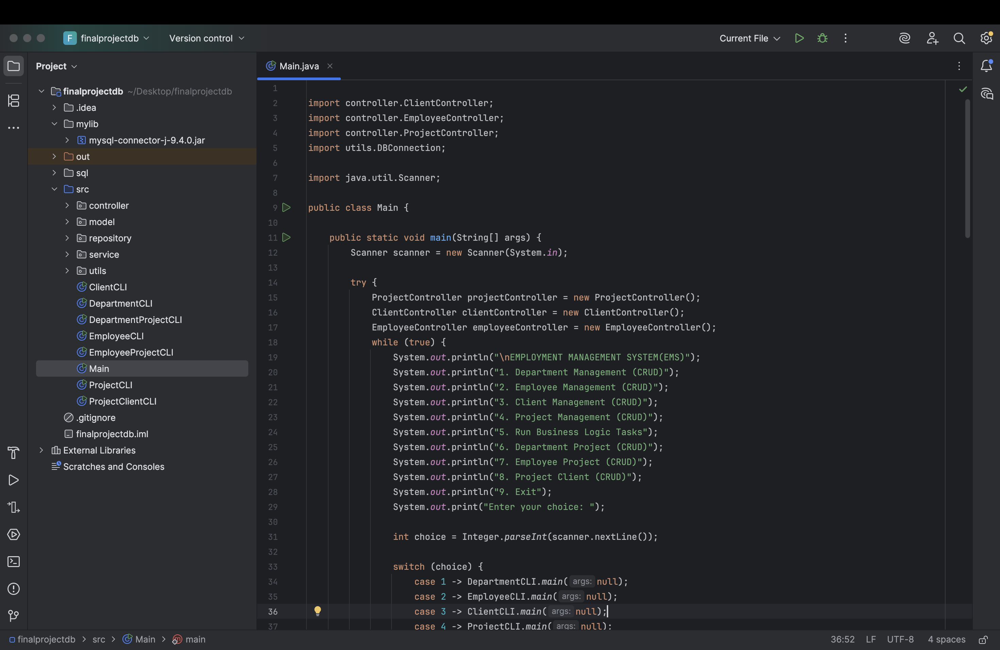 F finalprojectdb Version control Current File
Project
Main.java
finalprojectdb ~/Desktop/finalprojectdb
.idea
mylib
mysql-connector-j-9.4.0.jar
out
sql
src
controller
model
repository
service
utils
ClientCLI
DepartmentCLI
DepartmentProjectCLI
EmployeeCLI
EmployeeProjectCLI
Main
ProjectCLI
ProjectClientCLI
.gitignore
finalprojectdb.iml
External Libraries
Scratches and Consoles
1
2 import controller.ClientController;
3 import controller.EmployeeController;
4 import controller.ProjectController;
5 import utils.DBConnection;
6
7 import java.util.Scanner;
8
9 public class Main {
10
11 public static void main(String[] args) {
12 Scanner scanner = new Scanner(System.in);
13
14 try {
15 ProjectController projectController = new ProjectController();
16 ClientController clientController = new ClientController();
17 EmployeeController employeeController = new EmployeeController();
18 while (true) {
19 System.out.println("\nEMPLOYMENT MANAGEMENT SYSTEM(EMS)");
20 System.out.println("1. Department Management (CRUD)");
21 System.out.println("2. Employee Management (CRUD)");
22 System.out.println("3. Client Management (CRUD)");
23 System.out.println("4. Project Management (CRUD)");
24 System.out.println("5. Run Business Logic Tasks");
25 System.out.println("6. Department Project (CRUD)");
26 System.out.println("7. Employee Project (CRUD)");
27 System.out.println("8. Project Client (CRUD)");
28 System.out.println("9. Exit");
29 System.out.print("Enter your choice: ");
30
31 int choice = Integer.parseInt(scanner.nextLine());
32
33 switch (choice) {
34 case 1 -> DepartmentCLI.main( args: null);
35 case 2 -> EmployeeCLI.main( args: null);
36 case 3 -> ClientCLI.main( args: null);
37 case 4 -> ProjectCLI.main( args: null);
finalprojectdb > src > Main > main 36:52 LF UTF-8 4 spaces